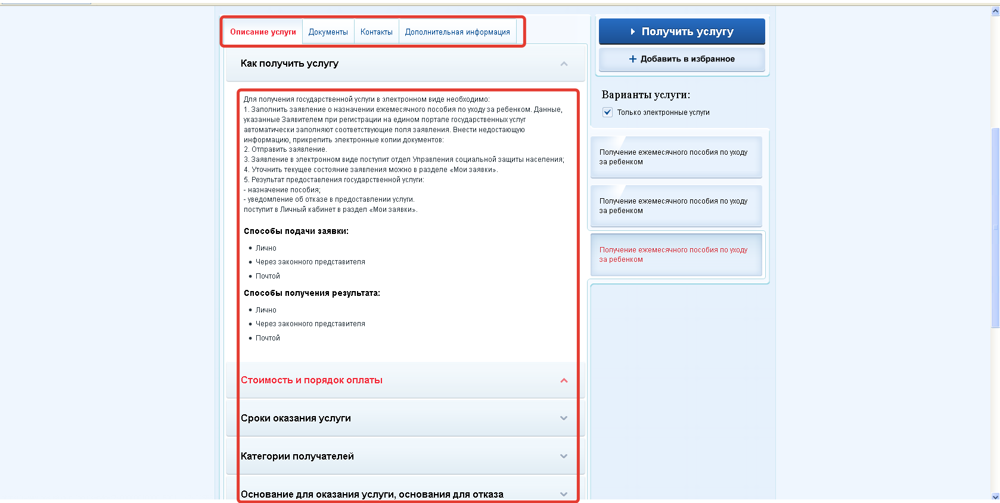 Описание услуги
Документы
Контакты
Дополнительная информация
Как получить услугу
Для получения государственной услуги в электронном виде необходимо:
1. Заполнить заявление о назначении ежемесячного пособия по уходу за ребенком. Данные,
указанные Заявителем при регистрации на едином портале государственных услуг
автоматически заполняют соответствующие поля заявления. Внести недостающую
информацию, прикрепить электронные копии документов:
2. Отправить заявление.
3. Заявление в электронном виде поступит отдел Управления социальной защиты населения;
4. Уточнить текущее состояние заявления можно в разделе «Мои заявки».
5. Результат предоставления государственной услуги:
- назначение пособия;
- уведомление об отказе в предоставлении услуги.
поступит в Личный кабинет в раздел «Мои заявки».
Способы подачи заявки:
• Лично
• Через законного представителя
• Почтой
Способы получения результата:
• Лично
• Через законного представителя
• Почтой
Стоимость и порядок оплаты
Сроки оказания услуги
Категории получателей
Основание для оказания услуги, основания для отказа
Получить услугу
+ Добавить в избранное
Варианты услуги:
Только электронные услуги
Получение ежемесячного пособия по уходу
за ребенком
Получение ежемесячного пособия по уходу
за ребенком
Получение ежемесячного пособия по уходу
за ребенком